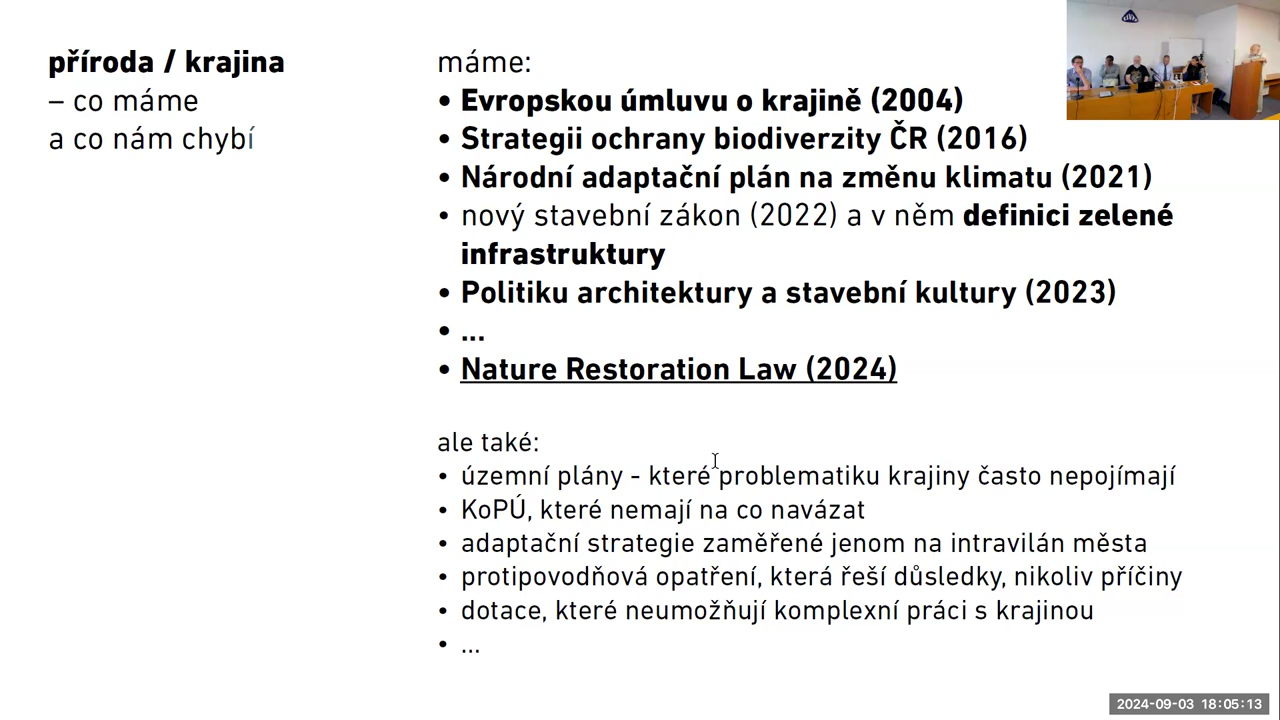 příroda / krajina
– co máme
a co nám chybí
máme:
• Evropskou úmluvu o krajině (2004)
• Strategii ochrany biodiverzity ČR (2016)
• Národní adaptační plán na změnu klimatu (2021)
• nový stavební zákon (2022) a v něm definici zelené
infrastruktury
• Politiku architektury a stavební kultury (2023)
• ...
• Nature Restoration Law (2024)
ale také:
• územní plány - které problematiku krajiny často nepojímají
• KoPÚ, které nemají na co navázat
• adaptační strategie zaměřené jenom na intravilán města
• protipovodňová opatření, která řeší důsledky, nikoliv příčiny
• dotace, které neumožňují komplexní práci s krajinou
• ...
2024-09-03 18:05:13